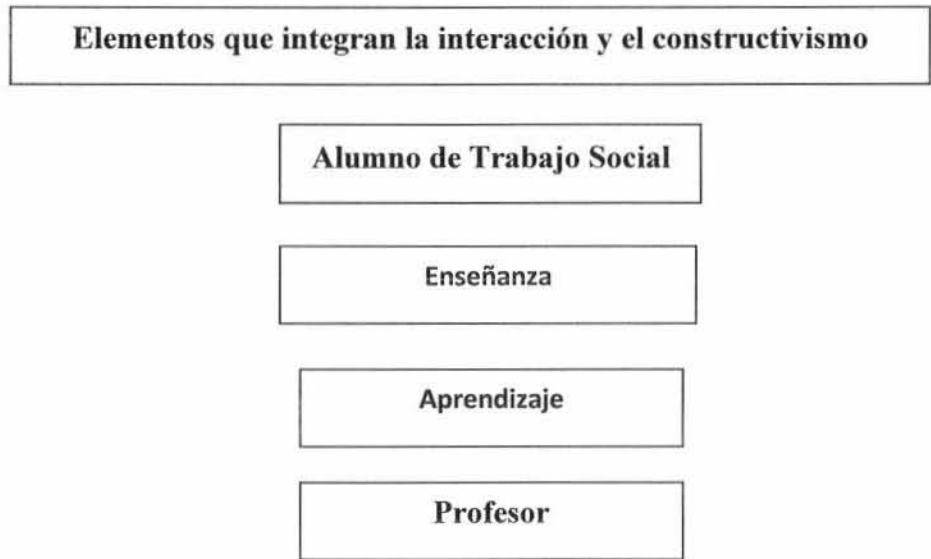 Elementos que integran la interacción y el constructivismo
Alumno de Trabajo Social
Enseñanza
Aprendizaje
Profesor